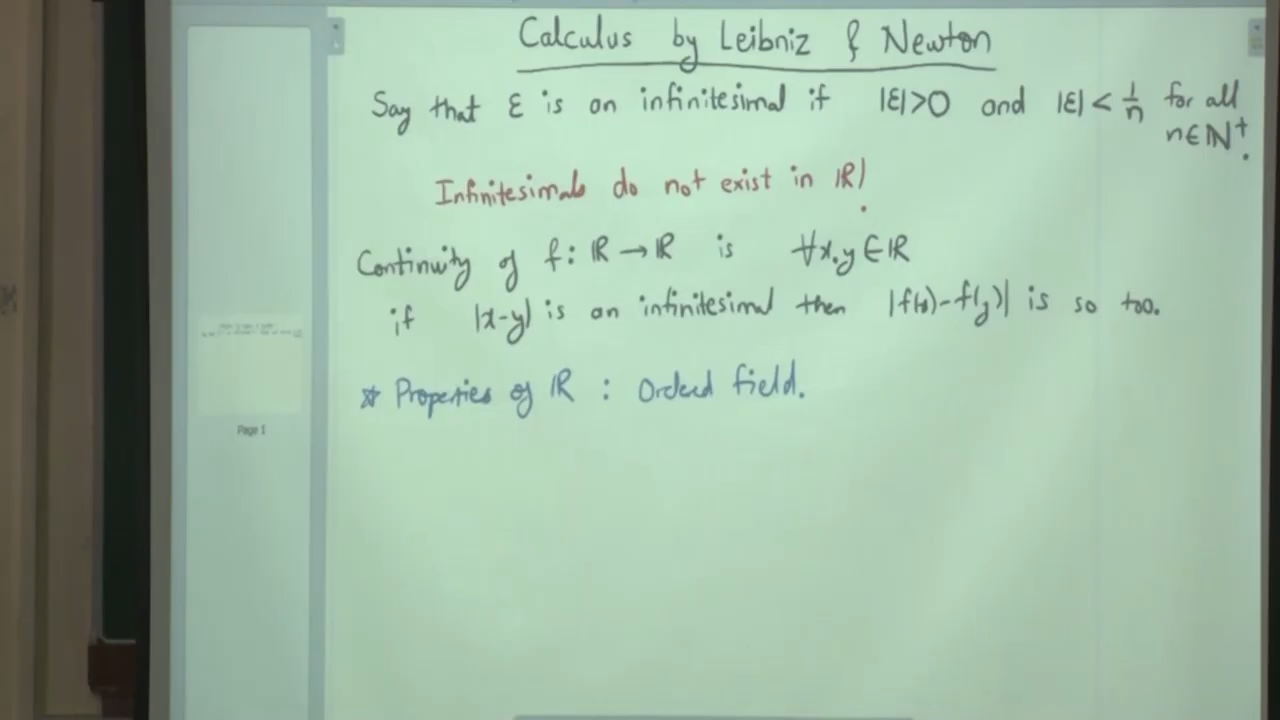 Calculus by Leibniz & Newton
Say that ε is an infinitesimal if |ε|>0 and |ε| < 1/n for all n∈ℕ⁺.
Infinitesimals do not exist in ℝ!
Continuity of f: ℝ → ℝ is ∀x,y ∈ ℝ
if |x-y| is an infinitesimal then |f(x)-f(y)| is so too.
* Properties of ℝ : Ordered field.
Page 1